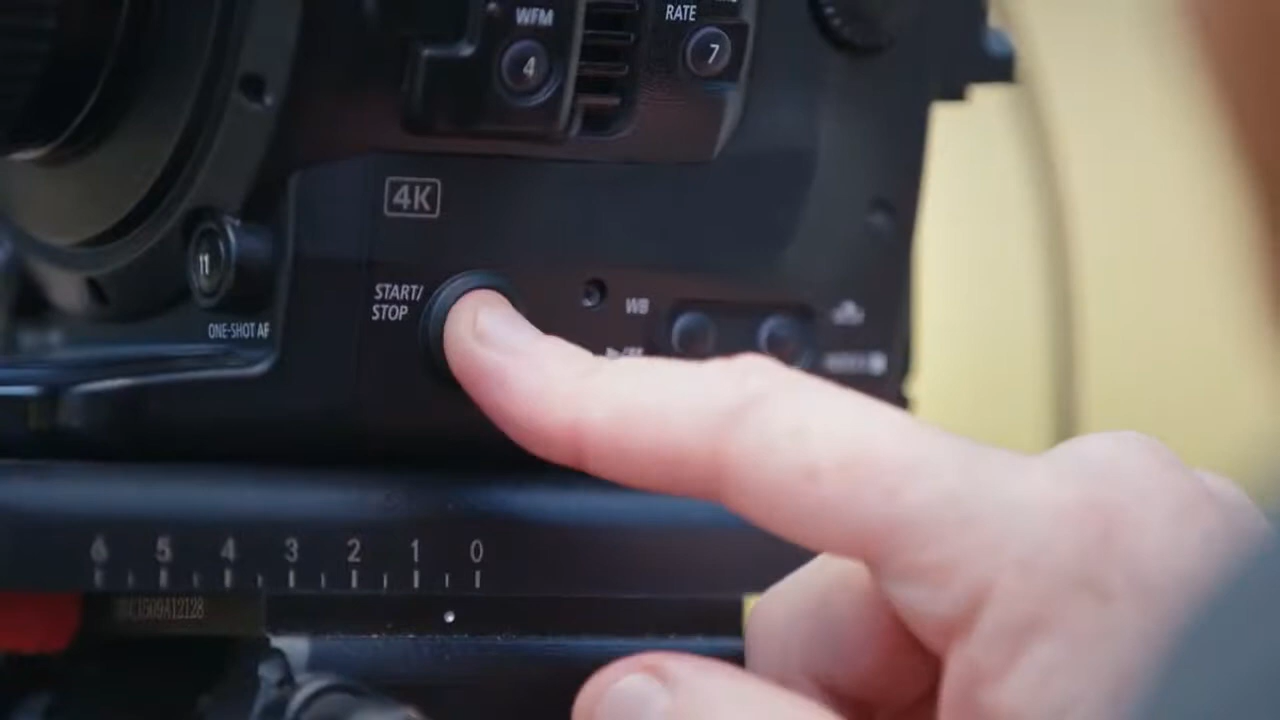 WFM
RATE
4
7
4K
11
START/
STOP
WB
ONE-SHOT AF
6 5 4 3 2 1 0